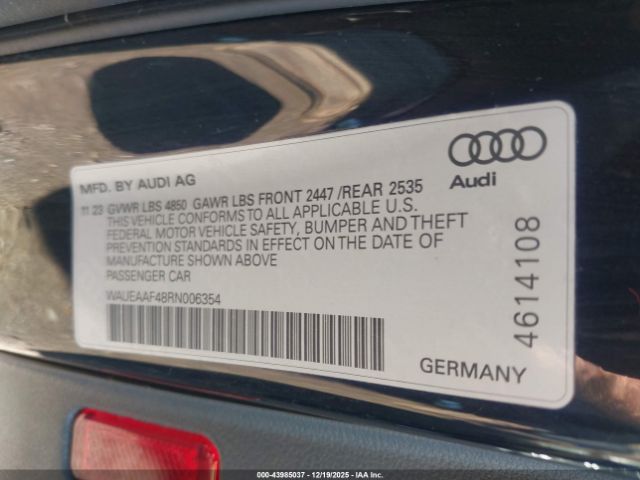 Audi
MFD. BY AUDI AG
11 23 GVWR LBS 4850 GAWR LBS FRONT 2447 /REAR 2535
THIS VEHICLE CONFORMS TO ALL APPLICABLE U.S.
FEDERAL MOTOR VEHICLE SAFETY, BUMPER AND THEFT
PREVENTION STANDARDS IN EFFECT ON THE DATE OF
MANUFACTURE SHOWN ABOVE
PASSENGER CAR
WAUEAAF48RN006354
4614108
GERMANY
000-43985037 - 12/19/2025 - IAAI.COM